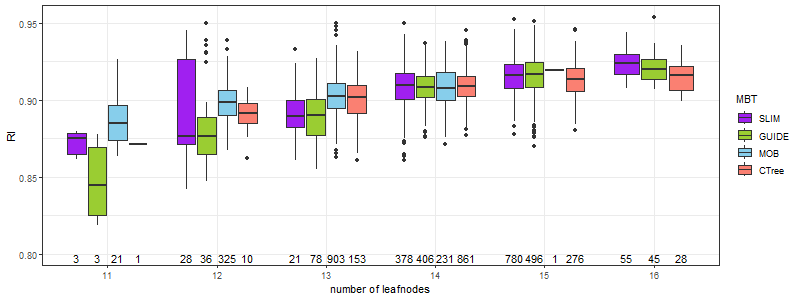 0.95
0.90
0.85
0.80
RI
3 3 21 1 28 36 325 10 21 78 903 153 378 406 231 861 780 496 1 276 55 45 28
11 12 13 14 15 16
number of leafnodes
MBT
SLIM
GUIDE
MOB
CTree